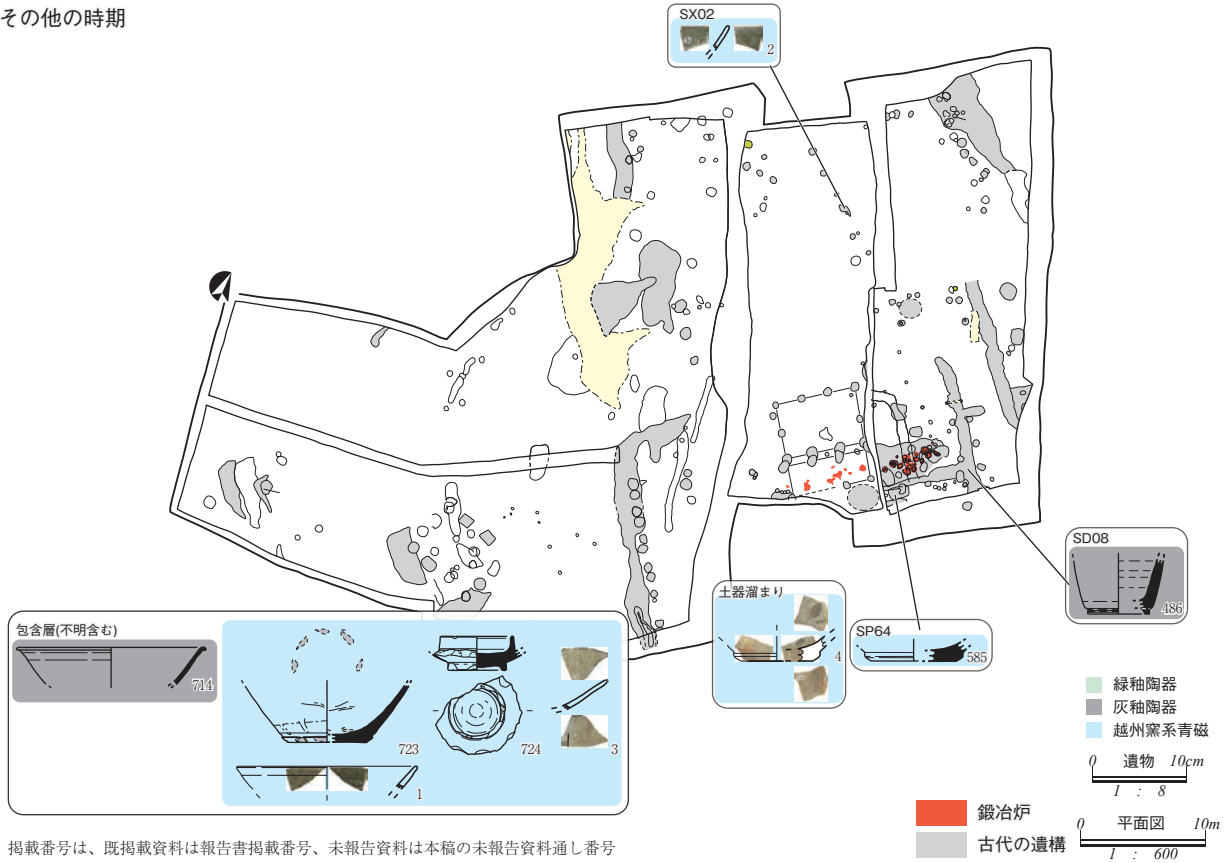 その他の時期
SX02
2
SD08
486
土器溜まり
4
SP64
585
包含層(不明含む)
714
723
724
3
1
緑釉陶器
灰釉陶器
越州窯系青磁
0 遺物 10cm
1 : 8
鍛冶炉
古代の遺構
0 平面図 10m
1 : 600
掲載番号は、既掲載資料は報告書掲載番号、未報告資料は本稿の未報告資料通し番号